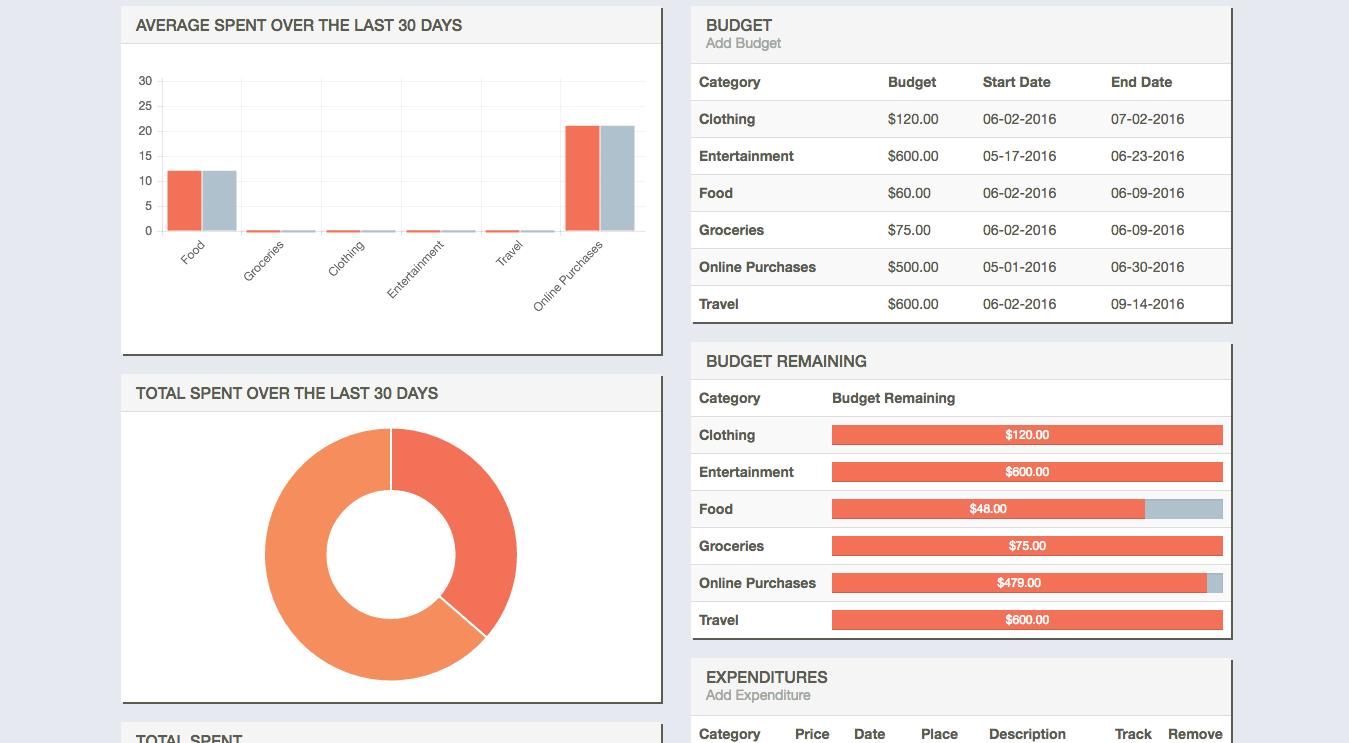 AVERAGE SPENT OVER THE LAST 30 DAYS
30
25
20
15
10
5
0
Food
Groceries
Clothing
Entertainment
Travel
Online Purchases
TOTAL SPENT OVER THE LAST 30 DAYS
TOTAL SPENT
BUDGET
Add Budget
Category Budget Start Date End Date
Clothing $120.00 06-02-2016 07-02-2016
Entertainment $600.00 05-17-2016 06-23-2016
Food $60.00 06-02-2016 06-09-2016
Groceries $75.00 06-02-2016 06-09-2016
Online Purchases $500.00 05-01-2016 06-30-2016
Travel $600.00 06-02-2016 09-14-2016
BUDGET REMAINING
Category Budget Remaining
Clothing $120.00
Entertainment $600.00
Food $48.00
Groceries $75.00
Online Purchases $479.00
Travel $600.00
EXPENDITURES
Add Expenditure
Category Price Date Place Description Track Remove